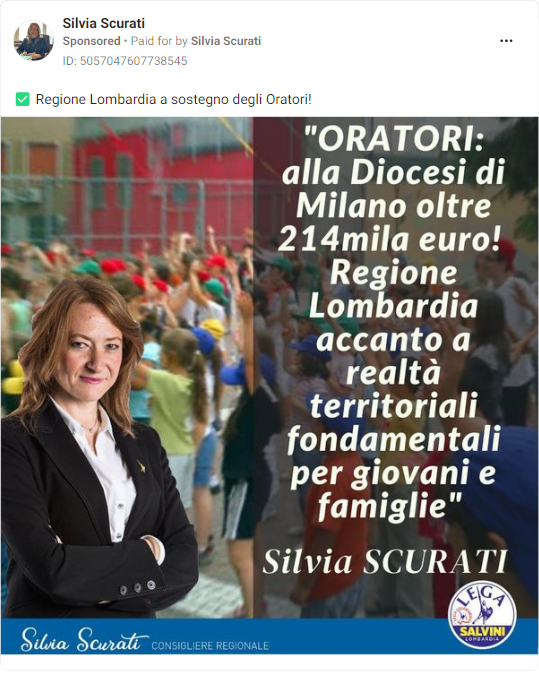 Silvia Scurati
Sponsored • Paid for by Silvia Scurati
ID: 5057047607738545
✅ Regione Lombardia a sostegno degli Oratori!
"ORATORI:
alla Diocesi di
Milano oltre
214mila euro!
Regione
Lombardia
accanto a
realtà
territoriali
fondamentali
per giovani e
famiglie"
Silvia SCURATI
LEGA
SALVINI
LOMBARDIA
Silvia Scurati CONSIGLIERE REGIONALE